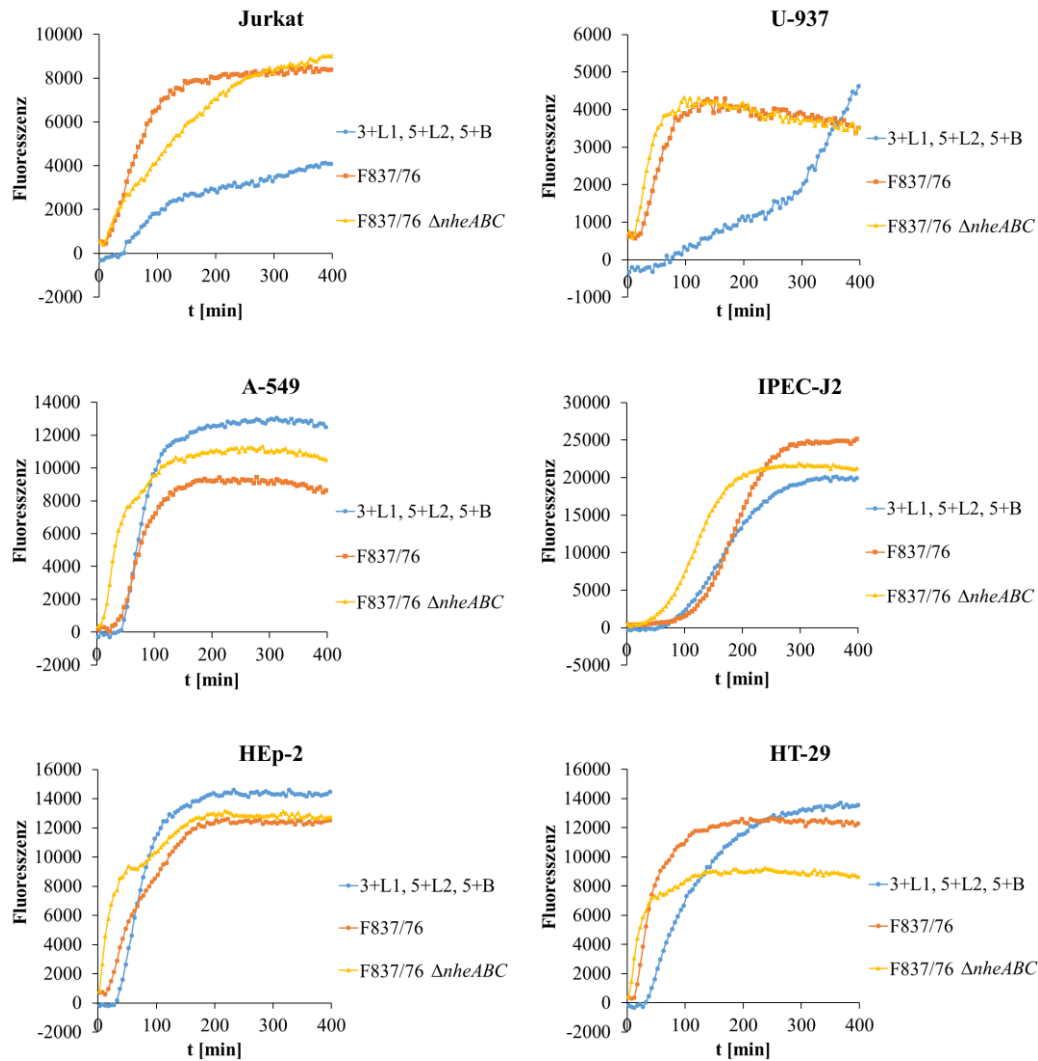 Jurkat
Fluoreszenz
10000
8000
6000
4000
2000
0
-2000
0
100
200
300
400
t [min]
3+L1, 5+L2, 5+B
F837/76
F837/76 ΔnheABC
U-937
Fluoreszenz
6000
5000
4000
3000
2000
1000
0
-1000
0
100
200
300
400
t [min]
3+L1, 5+L2, 5+B
F837/76
F837/76 ΔnheABC
A-549
Fluoreszenz
14000
12000
10000
8000
6000
4000
2000
0
-2000
0
100
200
300
400
t [min]
3+L1, 5+L2, 5+B
F837/76
F837/76 ΔnheABC
IPEC-J2
Fluoreszenz
30000
25000
20000
15000
10000
5000
0
-5000
0
100
200
300
400
t [min]
3+L1, 5+L2, 5+B
F837/76
F837/76 ΔnheABC
HEp-2
Fluoreszenz
16000
14000
12000
10000
8000
6000
4000
2000
0
-2000
0
100
200
300
400
t [min]
3+L1, 5+L2, 5+B
F837/76
F837/76 ΔnheABC
HT-29
Fluoreszenz
16000
14000
12000
10000
8000
6000
4000
2000
0
-2000
0
100
200
300
400
t [min]
3+L1, 5+L2, 5+B
F837/76
F837/76 ΔnheABC